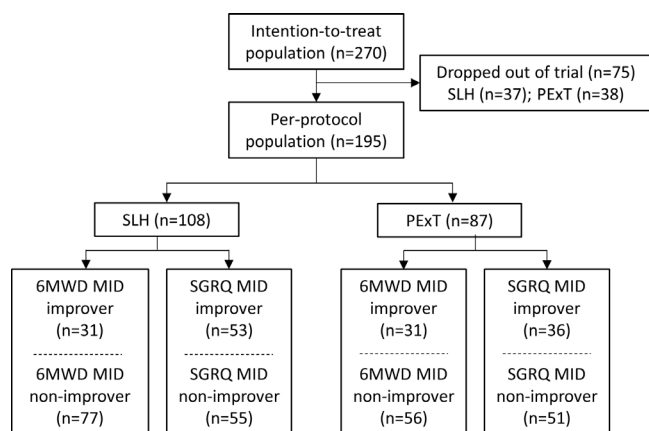 Intention-to-treat
population
(n=270)
Dropped out of trial (n=75)
SLH (n=37); PExT (n=38)
Per-protocol
population
(n=195)
SLH (n=108)
PExT (n=87)
6MWD MID
improver
(n=31)
6MWD MID
non-improver
(n=77)
SGRQ MID
improver
(n=53)
SGRQ MID
non-improver
(n=55)
6MWD MID
improver
(n=31)
6MWD MID
non-improver
(n=56)
SGRQ MID
improver
(n=36)
SGRQ MID
non-improver
(n=51)